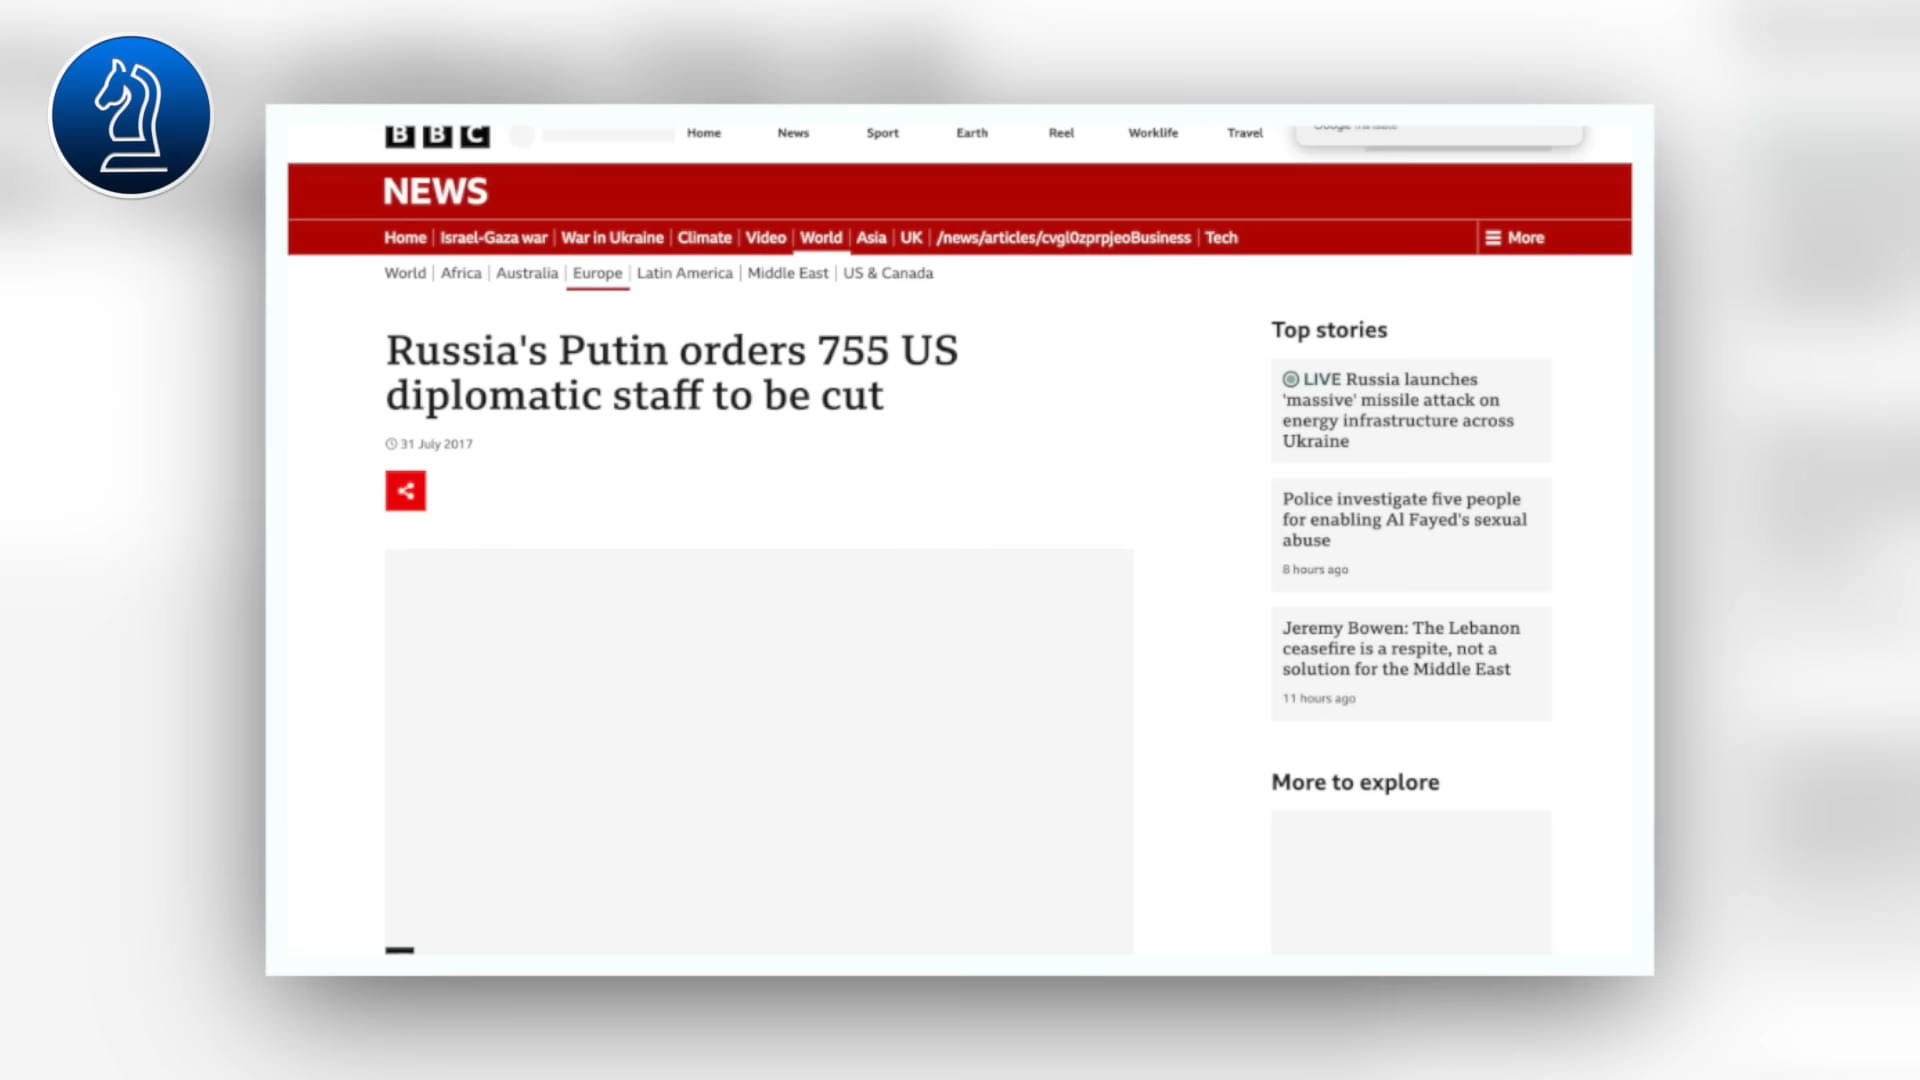 BBC
Home News Sport Earth Reel Worklife Travel
NEWS
Home Israel-Gaza war War in Ukraine Climate Video World Asia UK /news/articles/cvgl0zprpjeoBusiness Tech More
World Africa Australia Europe Latin America Middle East US & Canada
Russia's Putin orders 755 US
diplomatic staff to be cut
31 July 2017
Top stories
LIVE Russia launches
'massive' missile attack on
energy infrastructure across
Ukraine
Police investigate five people
for enabling Al Fayed's sexual
abuse
8 hours ago
Jeremy Bowen: The Lebanon
ceasefire is a respite, not a
solution for the Middle East
11 hours ago
More to explore